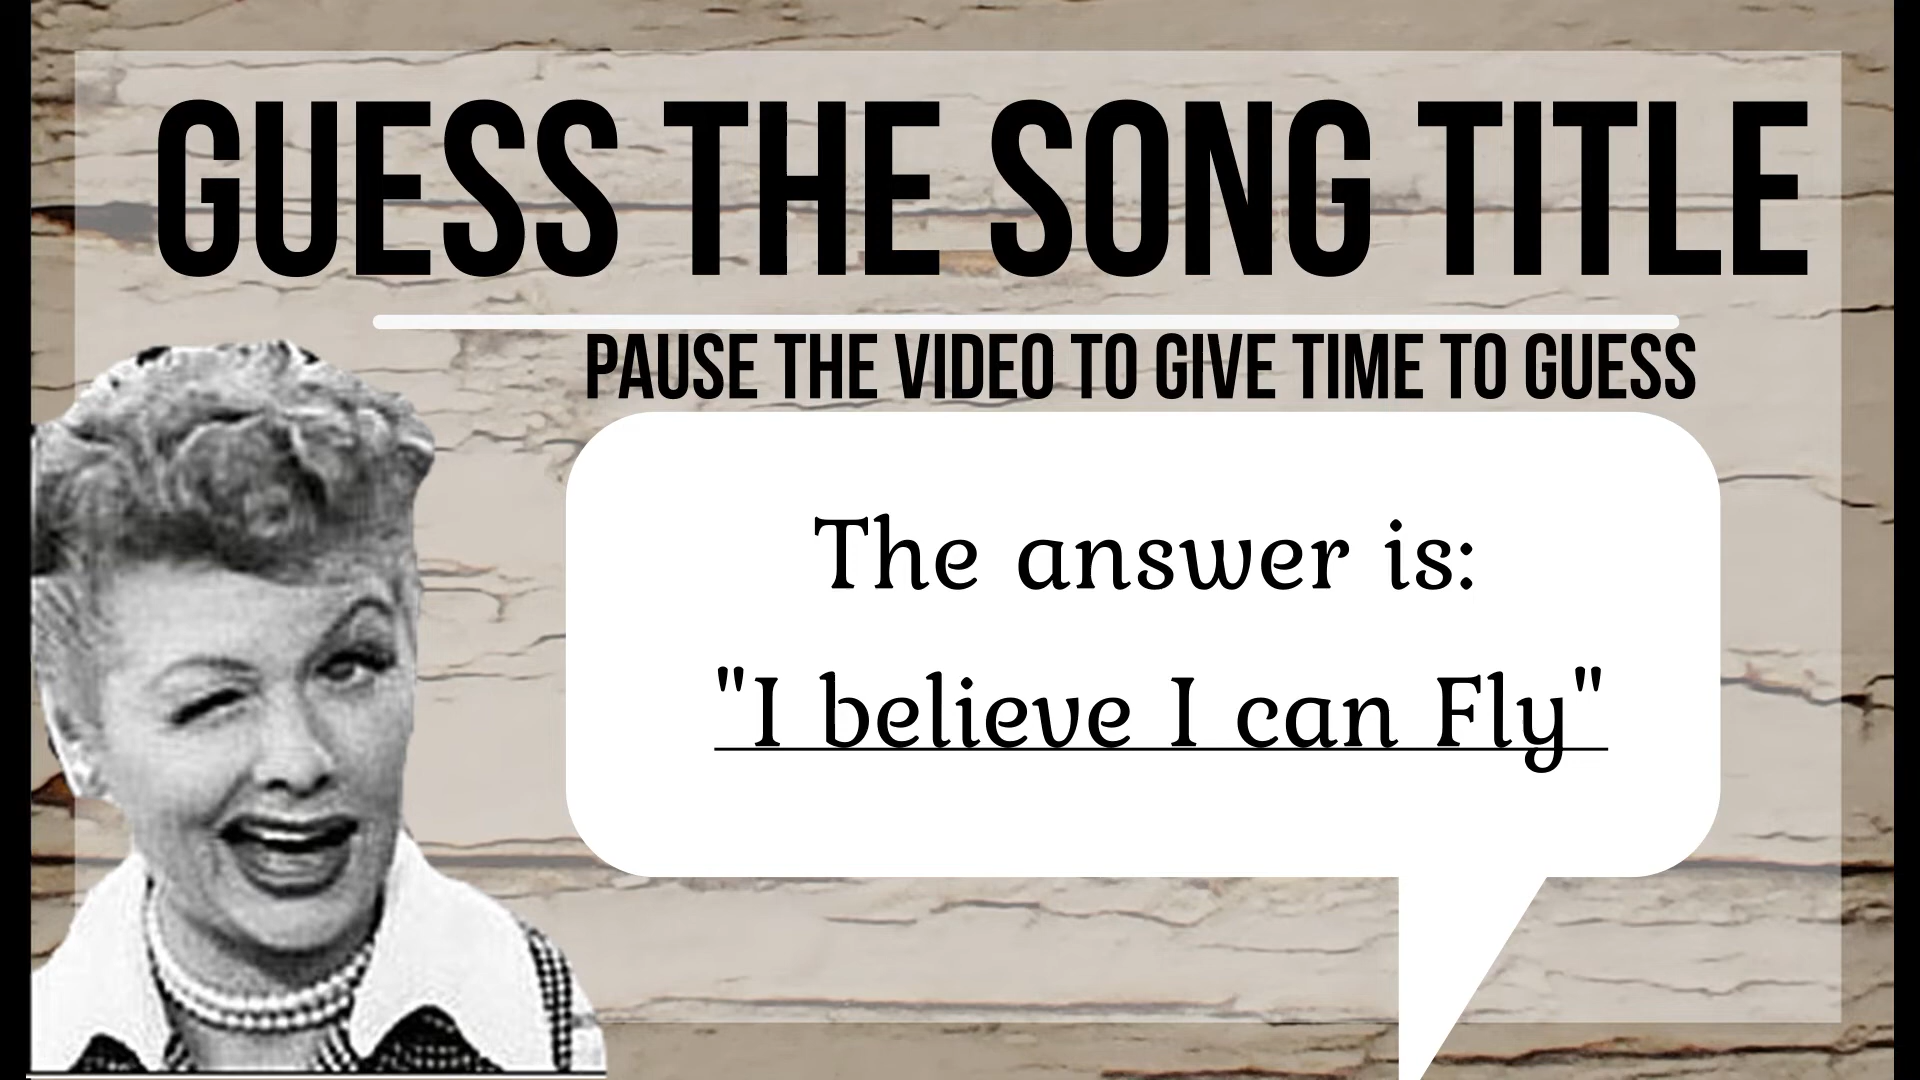 GUESS THE SONG TITLE
PAUSE THE VIDEO TO GIVE TIME TO GUESS
The answer is:
"I believe I can Fly"